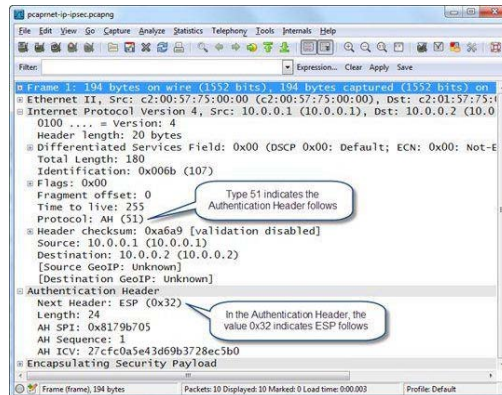 pcaprnet-ip-ipsec.pcapng
File Edit View Go Capture Analyze Statistics Telephony Tools Internals Help
Filter: Expression... Clear Apply Save
Frame 1: 194 bytes on wire (1552 bits), 194 bytes captured (1552 bits) on
Ethernet II, Src: c2:00:57:75:00:00 (c2:00:57:75:00:00), Dst: c2:01:57:75:
Internet Protocol Version 4, Src: 10.0.0.1 (10.0.0.1), Dst: 10.0.0.2 (10.0
0100 .... = Version: 4
Header length: 20 bytes
Differentiated Services Field: 0x00 (DSCP 0x00: Default; ECN: 0x00: Not-E
Total Length: 180
Identification: 0x006b (107)
Flags: 0x00
Fragment offset: 0
Time to live: 255
Protocol: AH (51)
Type 51 indicates the
Authentication Header follows
Header checksum: 0xa6a9 [validation disabled]
Source: 10.0.0.1 (10.0.0.1)
Destination: 10.0.0.2 (10.0.0.2)
[Source GeoIP: Unknown]
[Destination GeoIP: Unknown]
Authentication Header
Next Header: ESP (0x32)
Length: 24
AH SPI: 0x8179b705
AH Sequence: 1
AH ICV: 27cfc0a5e43d69b3728ec5b0
In the Authentication Header, the
value 0x32 indicates ESP follows
Encapsulating Security Payload
Frame (frame), 194 bytes
Packets: 10 Displayed: 10 Marked: 0 Load time: 0:00.003
Profile: Default